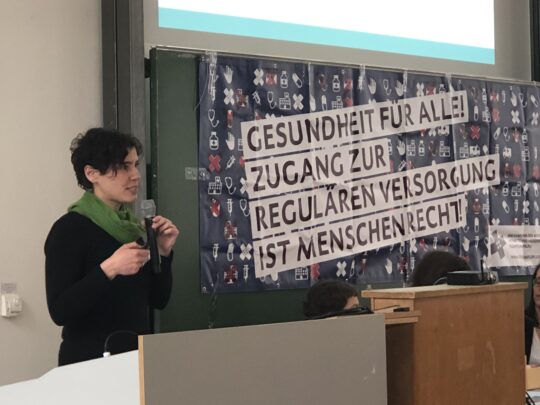 GESUNDHEIT FÜR ALLE!
ZUGANG ZUR
REGULÄREN VERSORGUNG
IST MENSCHENRECHT!